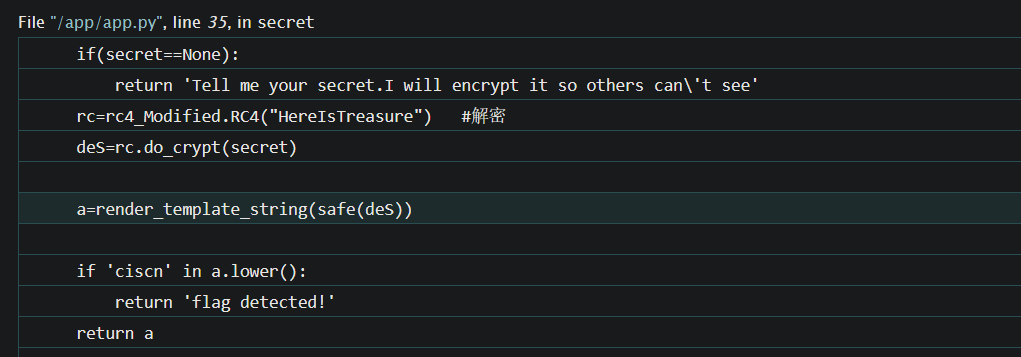 File "/app/app.py", line 35, in secret
if(secret==None):
return 'Tell me your secret.I will encrypt it so others can\'t see'
rc=rc4_Modified.RC4("HereIsTreasure")   #解密
deS=rc.do_crypt(secret)
a=render_template_string(safe(deS))
if 'ciscn' in a.lower():
return 'flag detected!'
return a